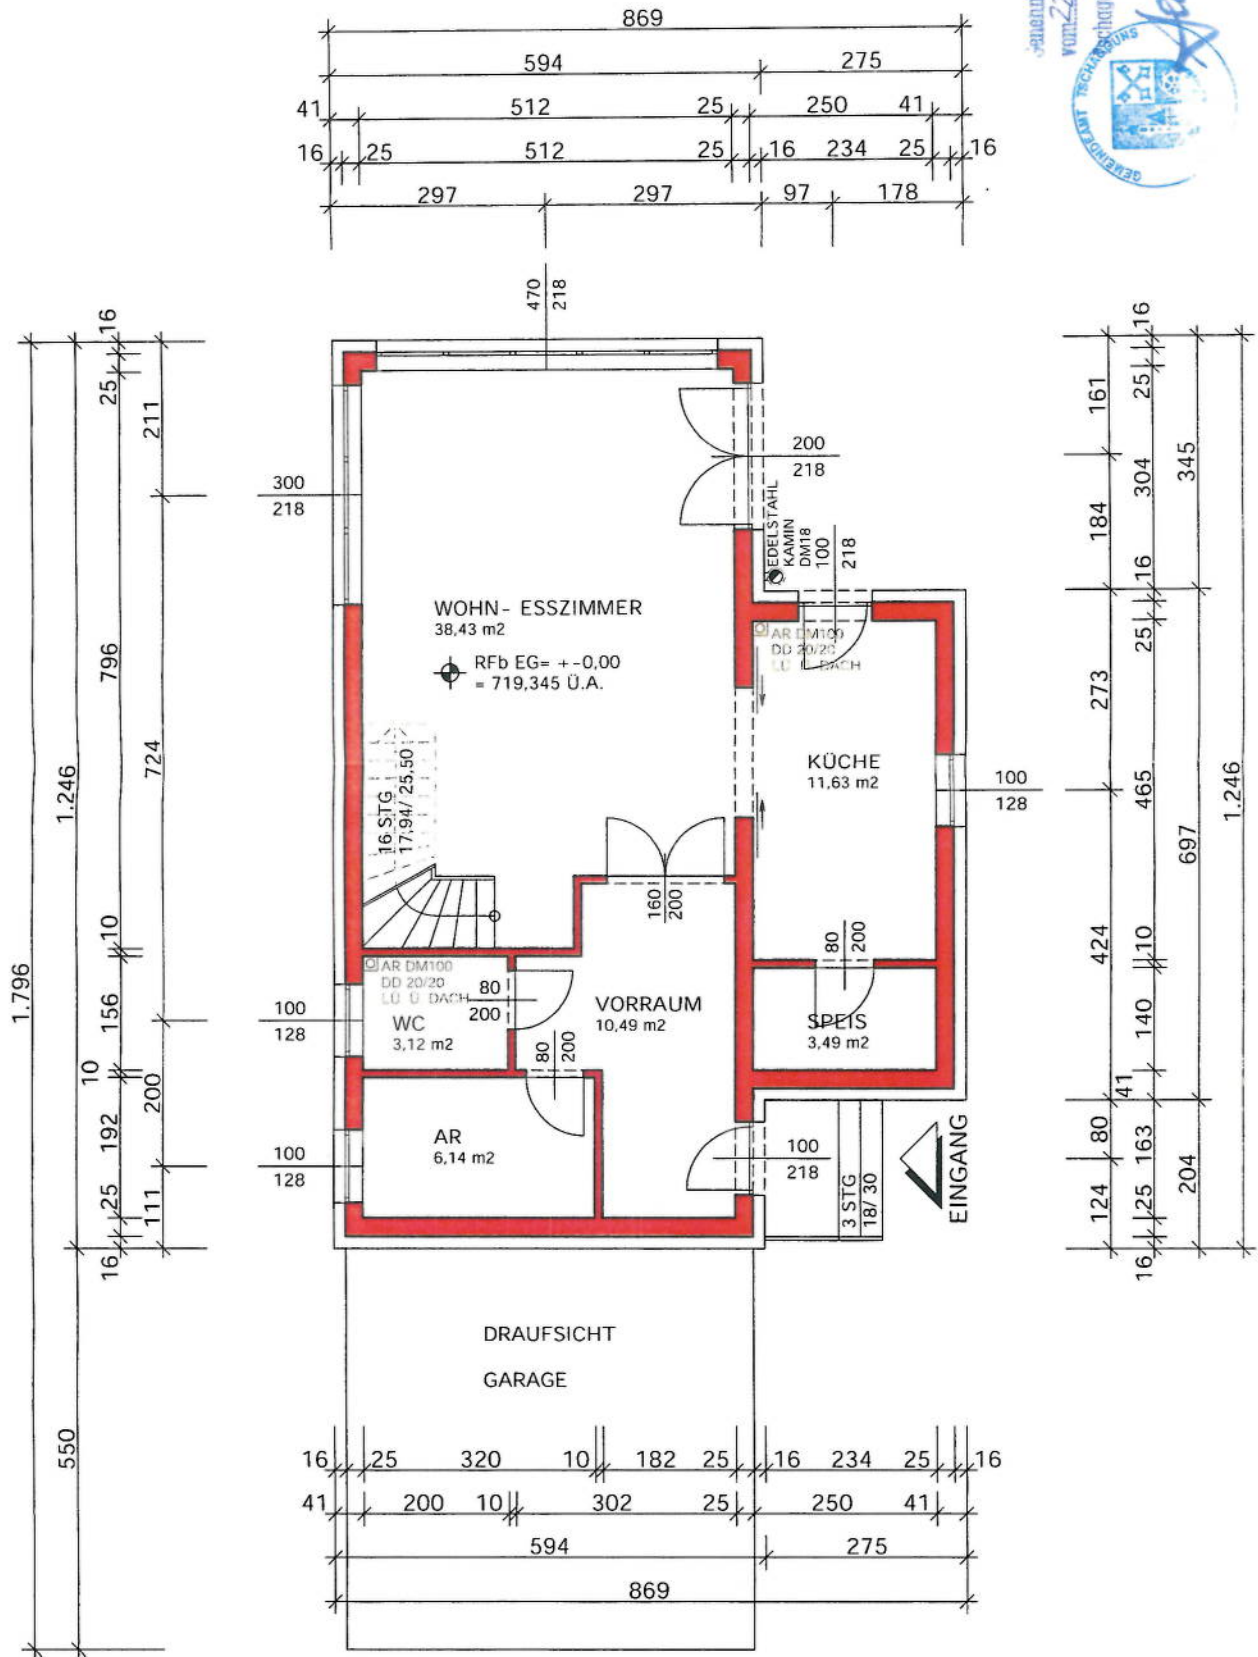 869
594 275
41 512 25 250 41
16 25 512 25 16 234 25 16
297 297 97 178
GEMEINDEAMT TSCHAGGUNS
470
218
300
218
200
218
EDELSTAHL
KAMIN
DM18
100
218
WOHN- ESSZIMMER
38,43 m2
RFb EG= +-0,00
= 719,345 Ü.A.
AR DM100
DD 20/20
LÜ Ü DACH
16 STG
17,94/ 25,50
KÜCHE
11,63 m2
100
128
160
200
80
200
AR DM100
DD 20/20
LÜ Ü DACH
WC
3,12 m2
80
200
100
128
VORRAUM
10,49 m2
SPEIS
3,49 m2
80
200
AR
6,14 m2
100
128
100
218
3 STG
18/ 30
EINGANG
DRAUFSICHT
GARAGE
1.796
1.246
550
16
25
796
10
156
10
192
25
16
211
724
200
111
161
184
273
424
80
124
16
25
304
16
25
465
110
140
41
163
25
16
345
697
204
1.246
16 25 320 10 182 25 16 234 25 16
41 200 10 302 25 250 41
594 275
869